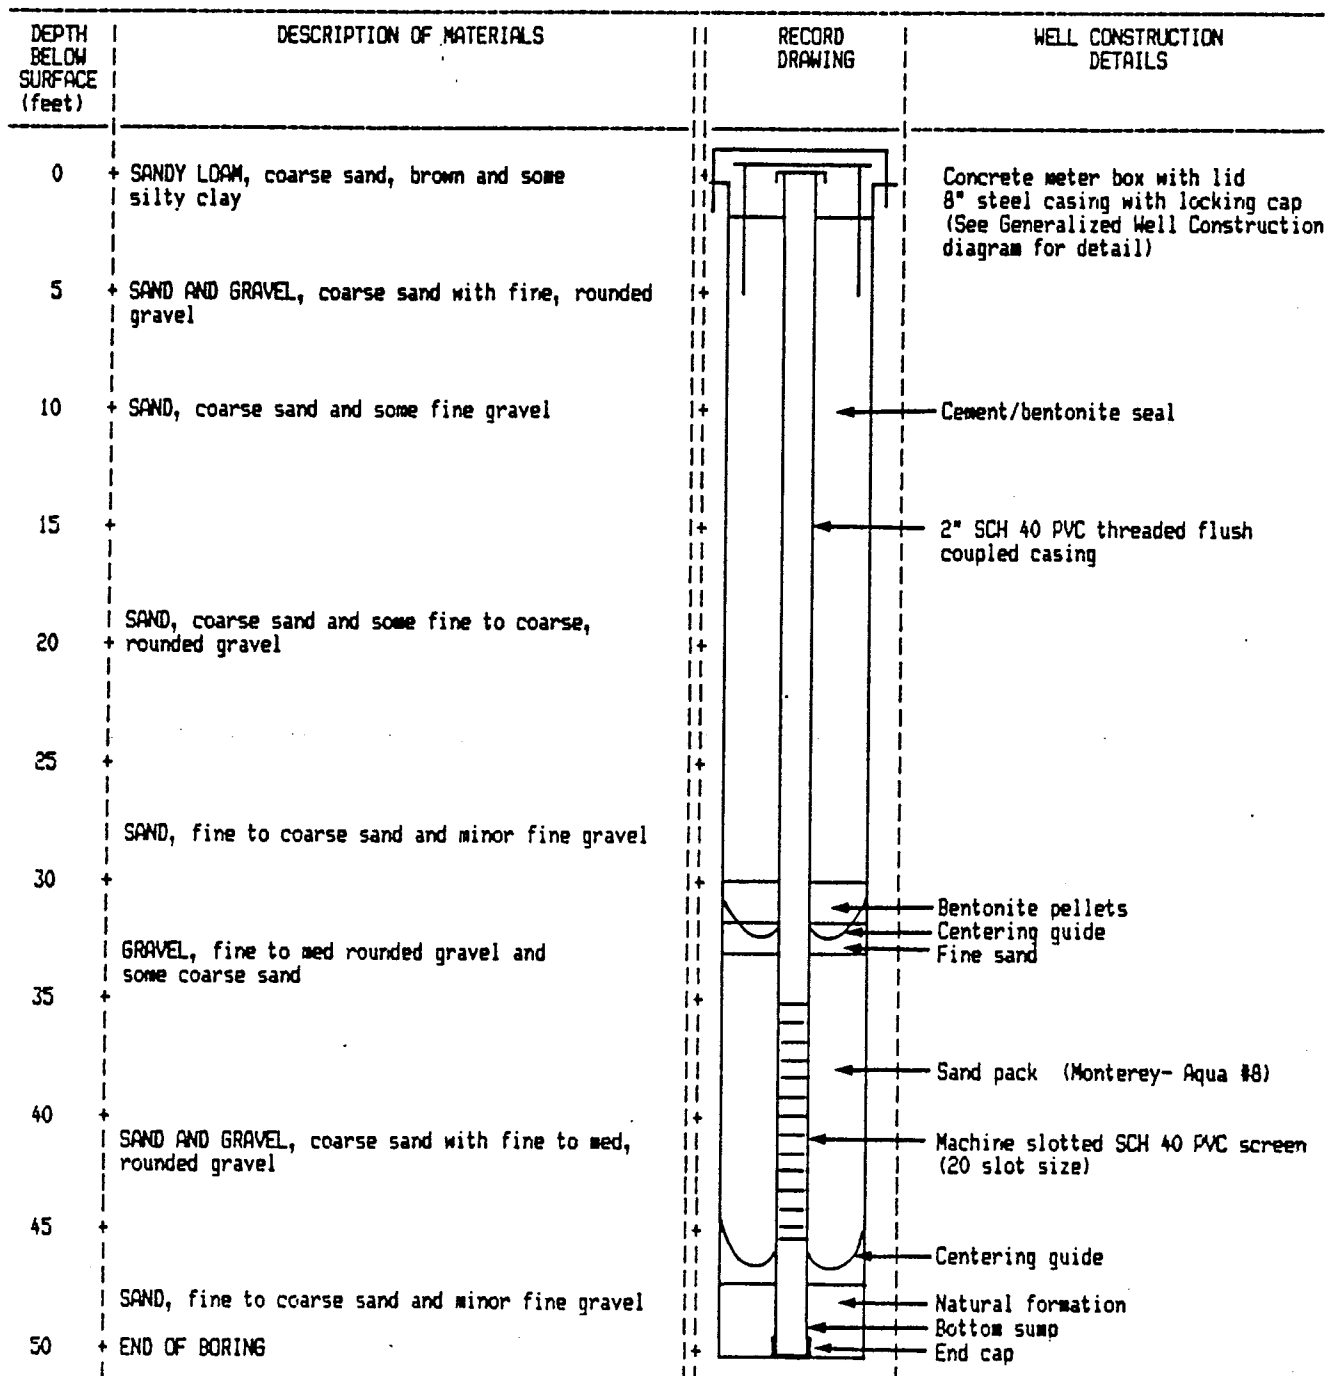 DEPTH BELOW SURFACE (feet)
DESCRIPTION OF MATERIALS
RECORD DRAWING
WELL CONSTRUCTION DETAILS
0
SANDY LOAM, coarse sand, brown and some
silty clay
Concrete meter box with lid
8" steel casing with locking cap
(See Generalized Well Construction
diagram for detail)
5
SAND AND GRAVEL, coarse sand with fine, rounded
gravel
10
SAND, coarse sand and some fine gravel
Cement/bentonite seal
15
2" SCH 40 PVC threaded flush
coupled casing
SAND, coarse sand and some fine to coarse,
20
rounded gravel
25
SAND, fine to coarse sand and minor fine gravel
30
Bentonite pellets
Centering guide
Fine sand
GRAVEL, fine to med rounded gravel and
some coarse sand
35
Sand pack (Monterey- Aqua #8)
40
SAND AND GRAVEL, coarse sand with fine to med,
rounded gravel
Machine slotted SCH 40 PVC screen
(20 slot size)
45
Centering guide
SAND, fine to coarse sand and minor fine gravel
Natural formation
Bottom sump
50
END OF BORING
End cap